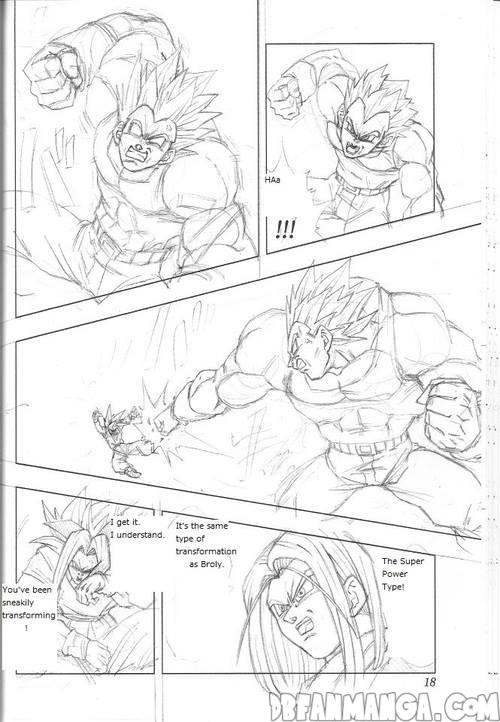 HAa
!!!
I get it.
I understand.
You've been
sneakily
transforming
!
It's the same
type of
transformation
as Broly.
The Super
Power
Type!
18
DBFANMANGA.COM